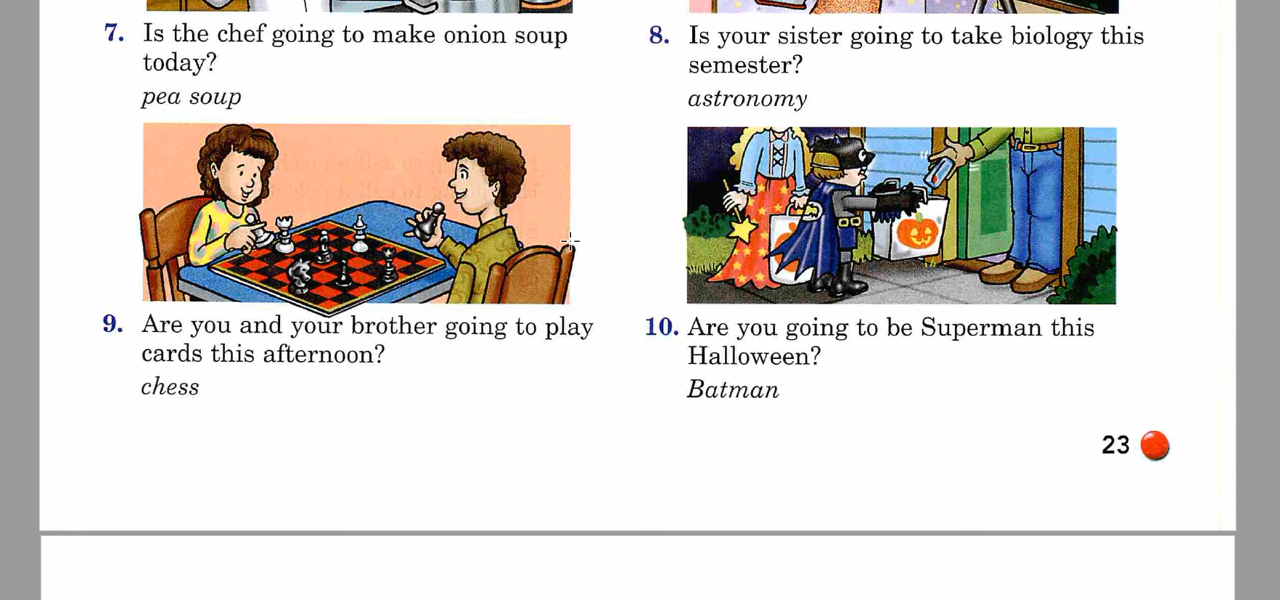 7. Is the chef going to make onion soup
today?
pea soup
8. Is your sister going to take biology this
semester?
astronomy
9. Are you and your brother going to play
cards this afternoon?
chess
10. Are you going to be Superman this
Halloween?
Batman
23